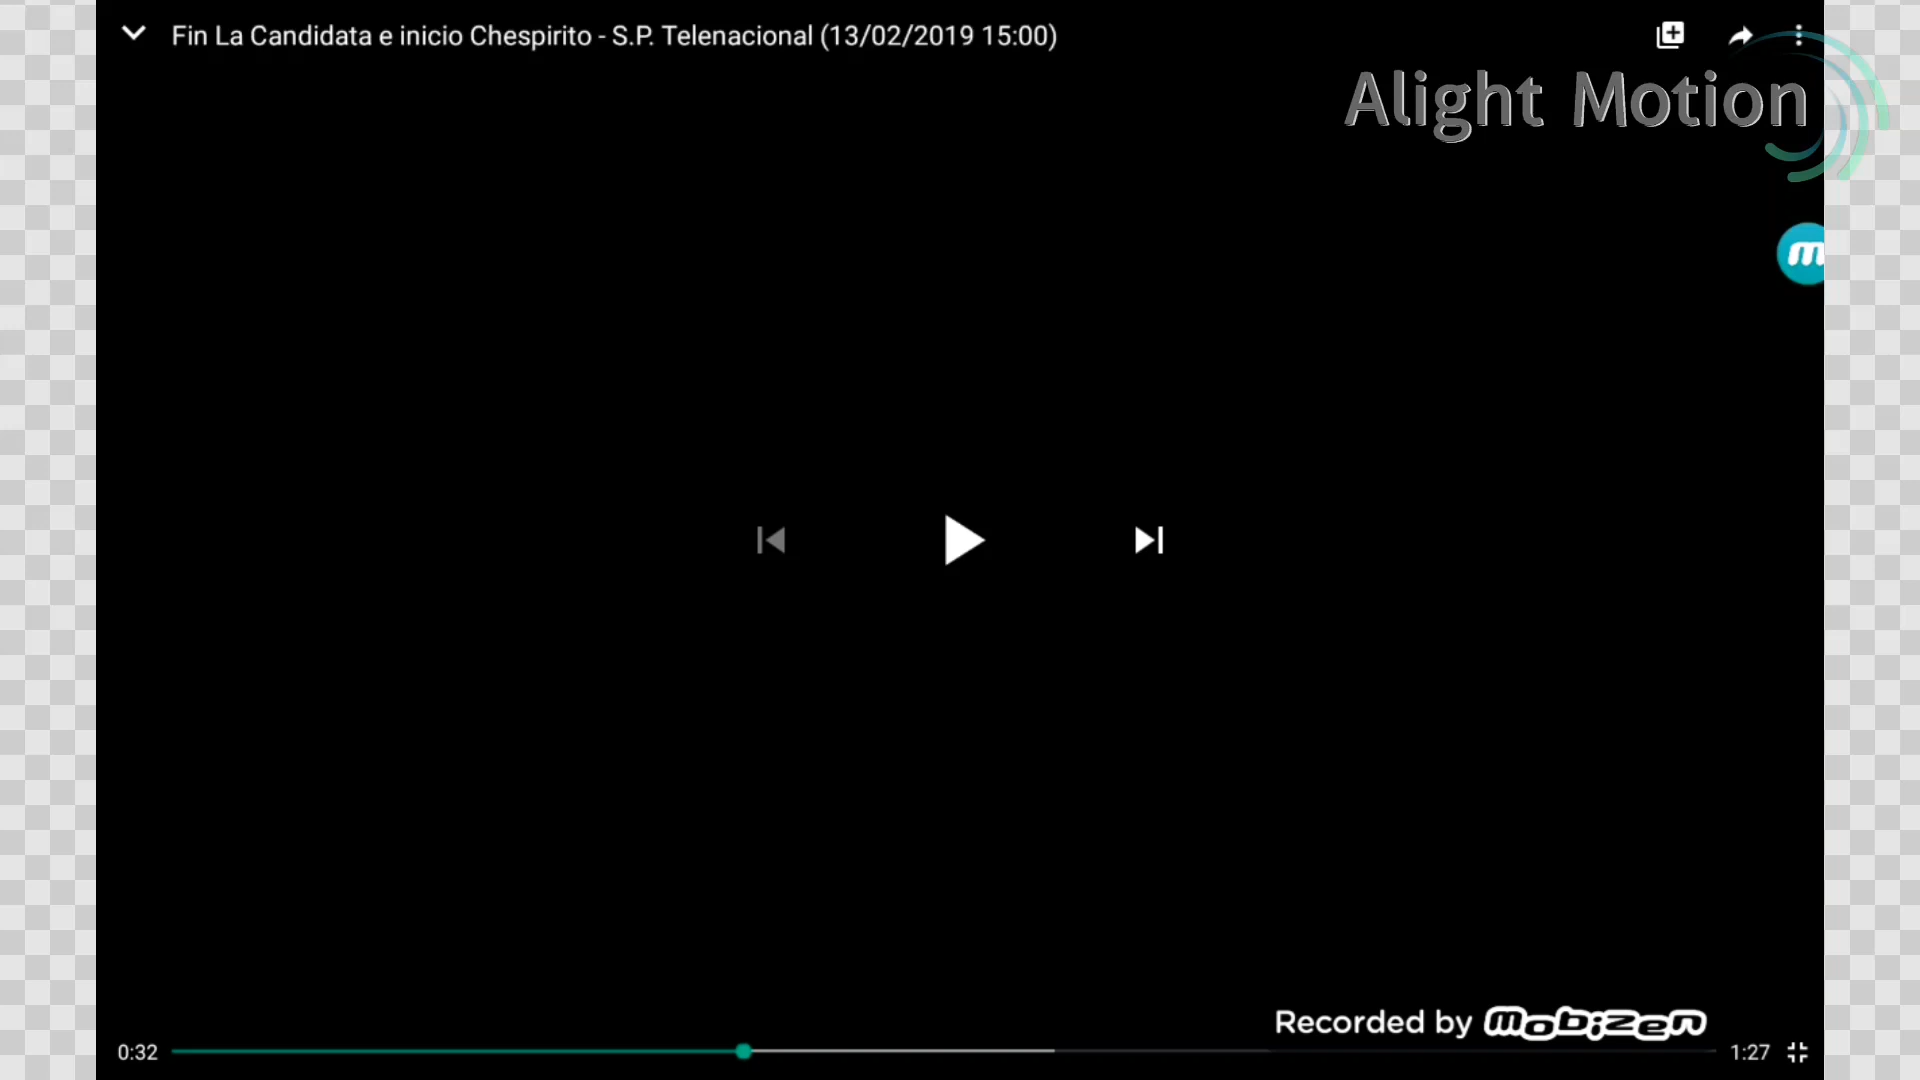 Fin La Candidata e inicio Chespirito - S.P. Telenacional (13/02/2019 15:00)
Alight Motion
m
Recorded by mobizen
0:32
1:27